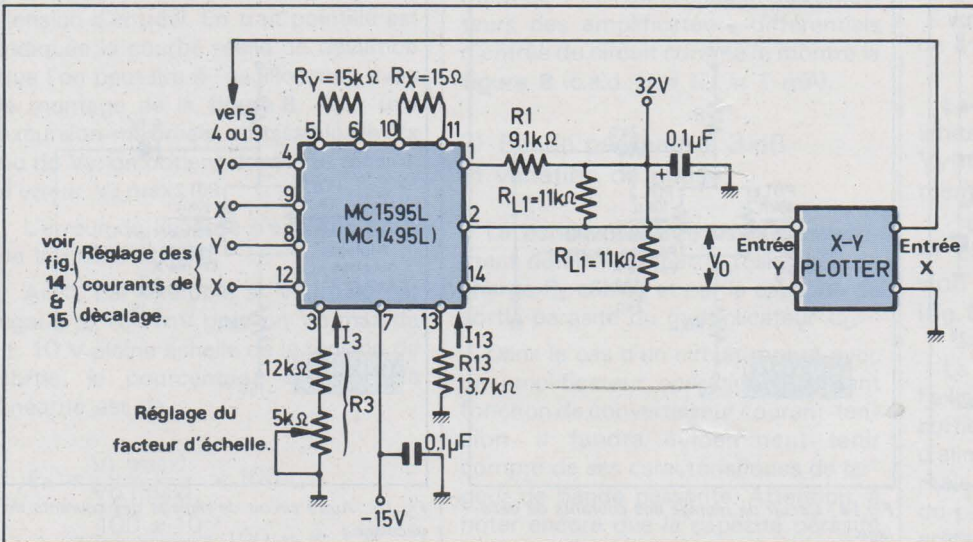 RY=15kΩ RX=15Ω
32V
vers
4 ou 9
5 6 10 11
R1
9.1kΩ
0.1µF
+
Y 4
1
X 9
MC1595L
(MC1495L)
RL1=11kΩ
2
voir
fig.
14
&
15
Réglage des
courants de
dècalage.
Y 8
X 12
14
RL1=11kΩ
V0
Entrée
Y
X-Y
PLOTTER
Entrée
X
3 7 13
I3
I13
12kΩ
R13
13.7kΩ
R3
Réglage du
facteur d'échelle.
5kΩ
0.1µF
-15V